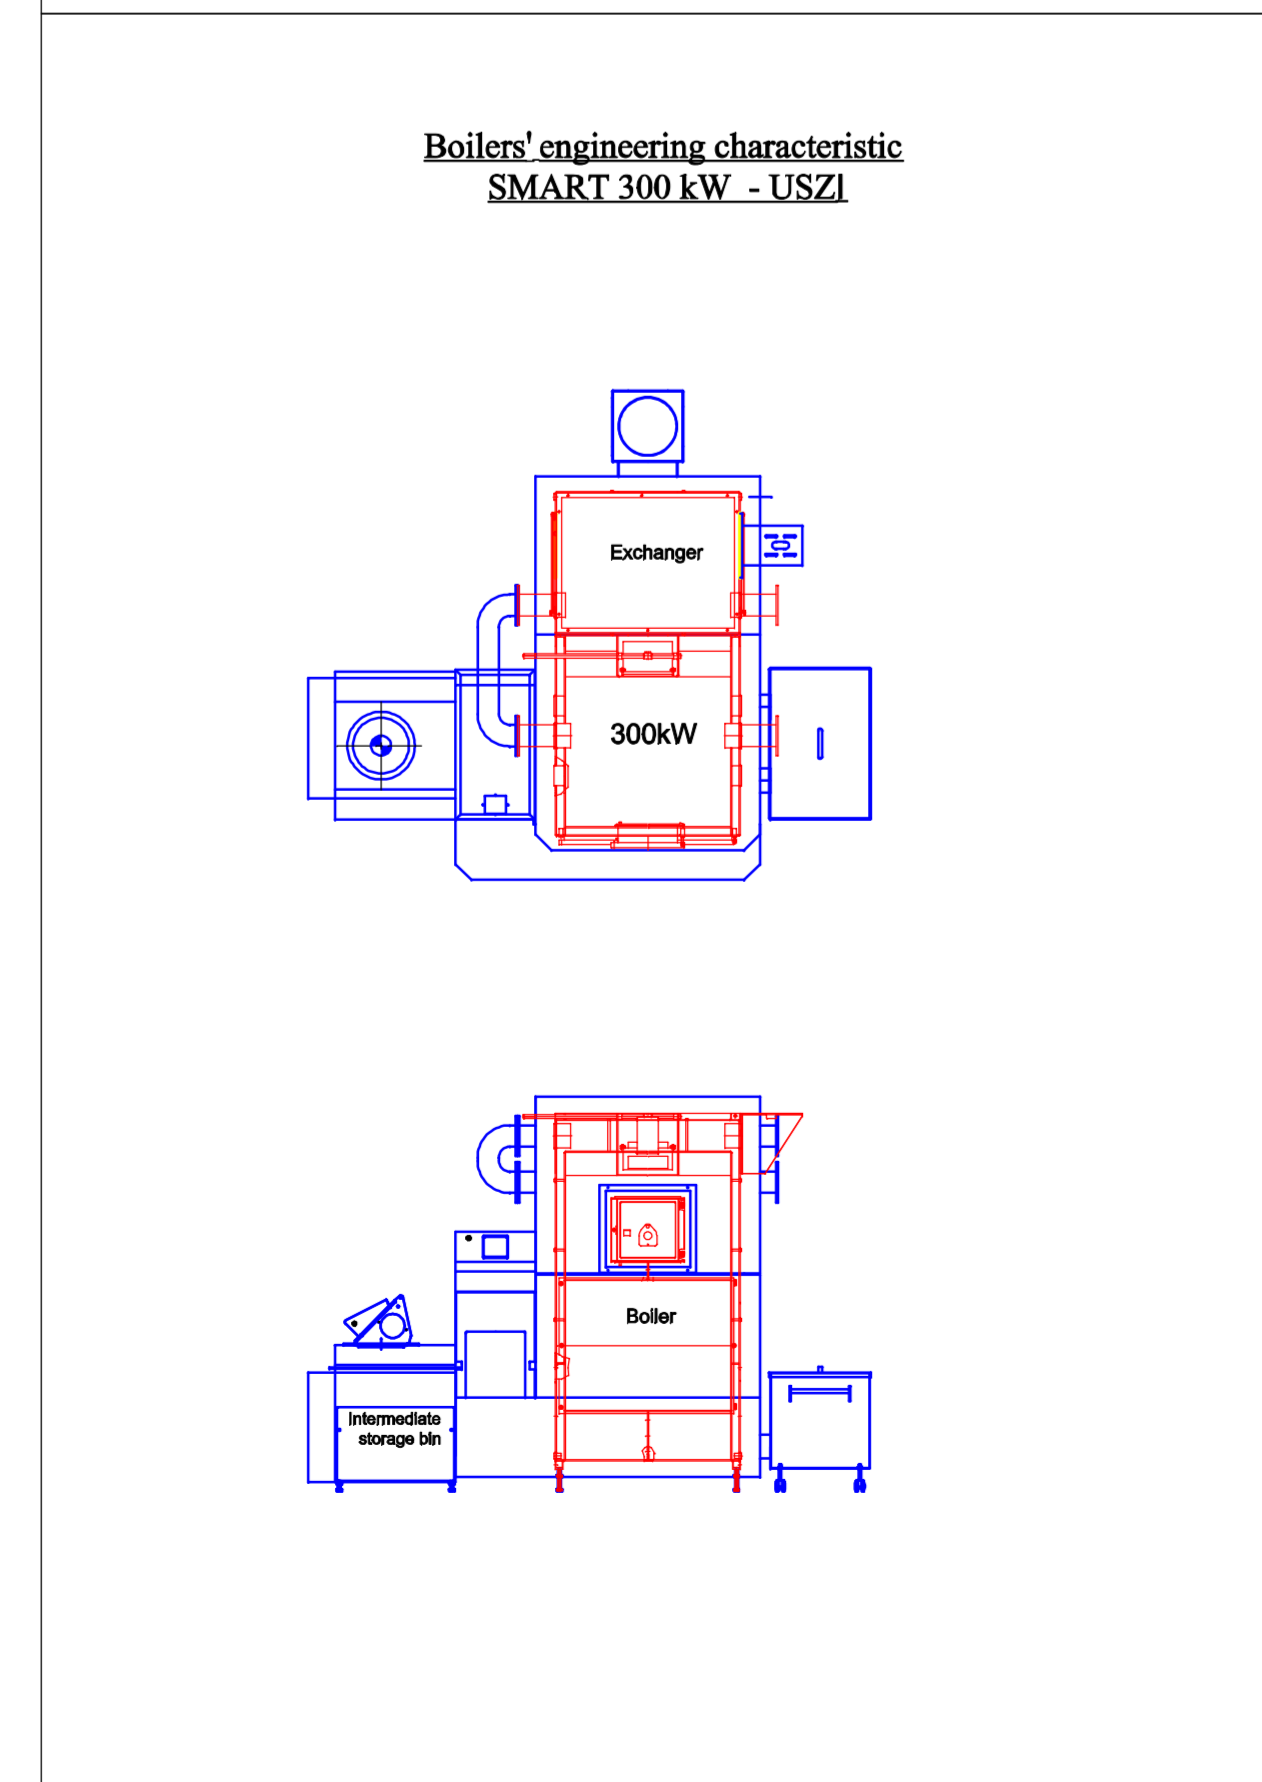 Boilers' engineering characteristic
SMART 300 kW - USZI
Exchanger
300kW
Boiler
Intermediate
storage bin